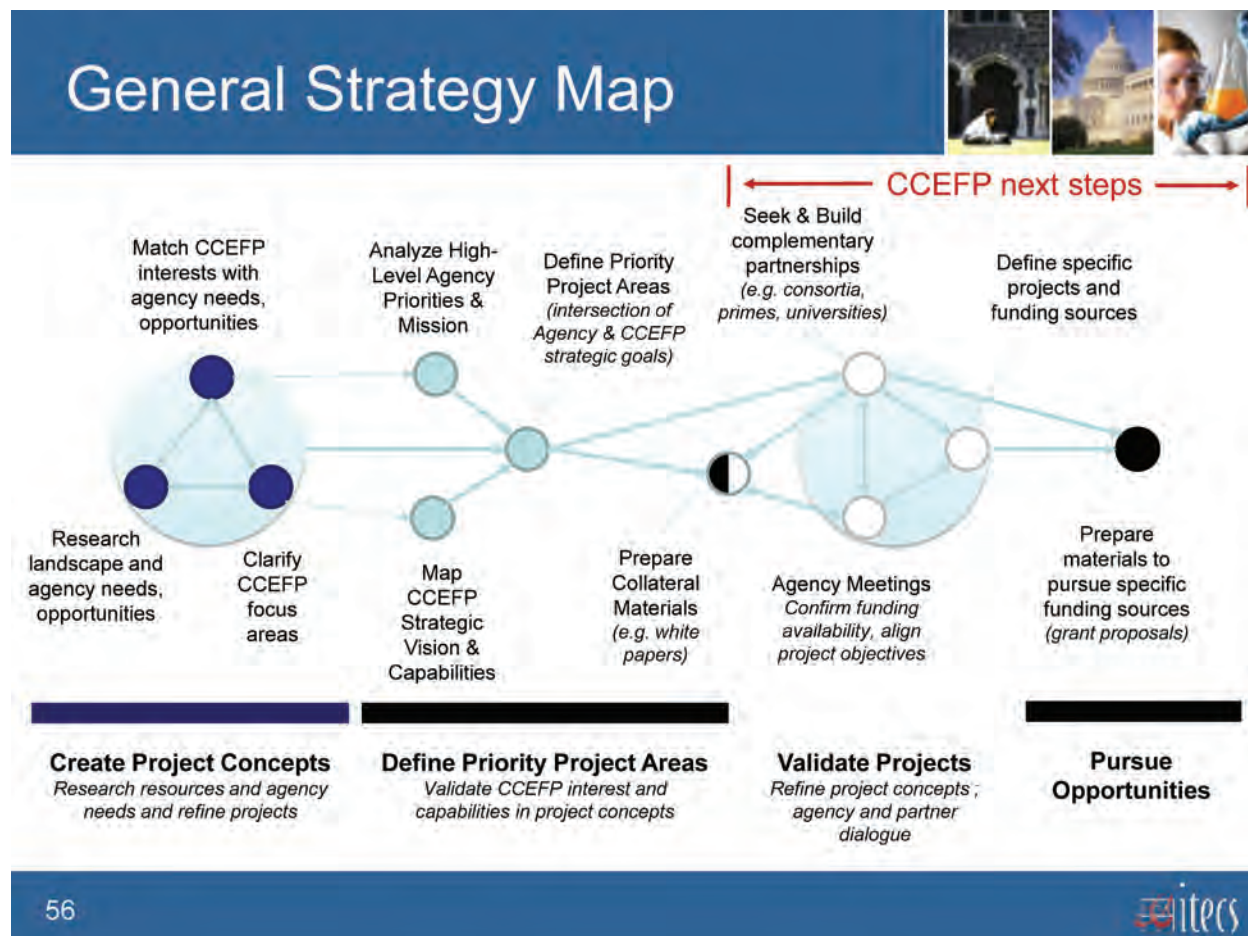 General Strategy Map
CCEFP next steps
Match CCEFP
interests with
agency needs,
opportunities
Analyze High-
Level Agency
Priorities &
Mission
Define Priority
Project Areas
(intersection of
Agency & CCEFP
strategic goals)
Seek & Build
complementary
partnerships
(e.g. consortia,
primes, universities)
Define specific
projects and
funding sources
Research
landscape and
agency needs,
opportunities
Clarify
CCEFP
focus
areas
Map
CCEFP
Strategic
Vision &
Capabilities
Prepare
Collateral
Materials
(e.g. white
papers)
Agency Meetings
Confirm funding
availability, align
project objectives
Prepare
materials to
pursue specific
funding sources
(grant proposals)
Create Project Concepts
Research resources and agency
needs and refine projects
Define Priority Project Areas
Validate CCEFP interest and
capabilities in project concepts
Validate Projects
Refine project concepts ;
agency and partner
dialogue
Pursue
Opportunities
56